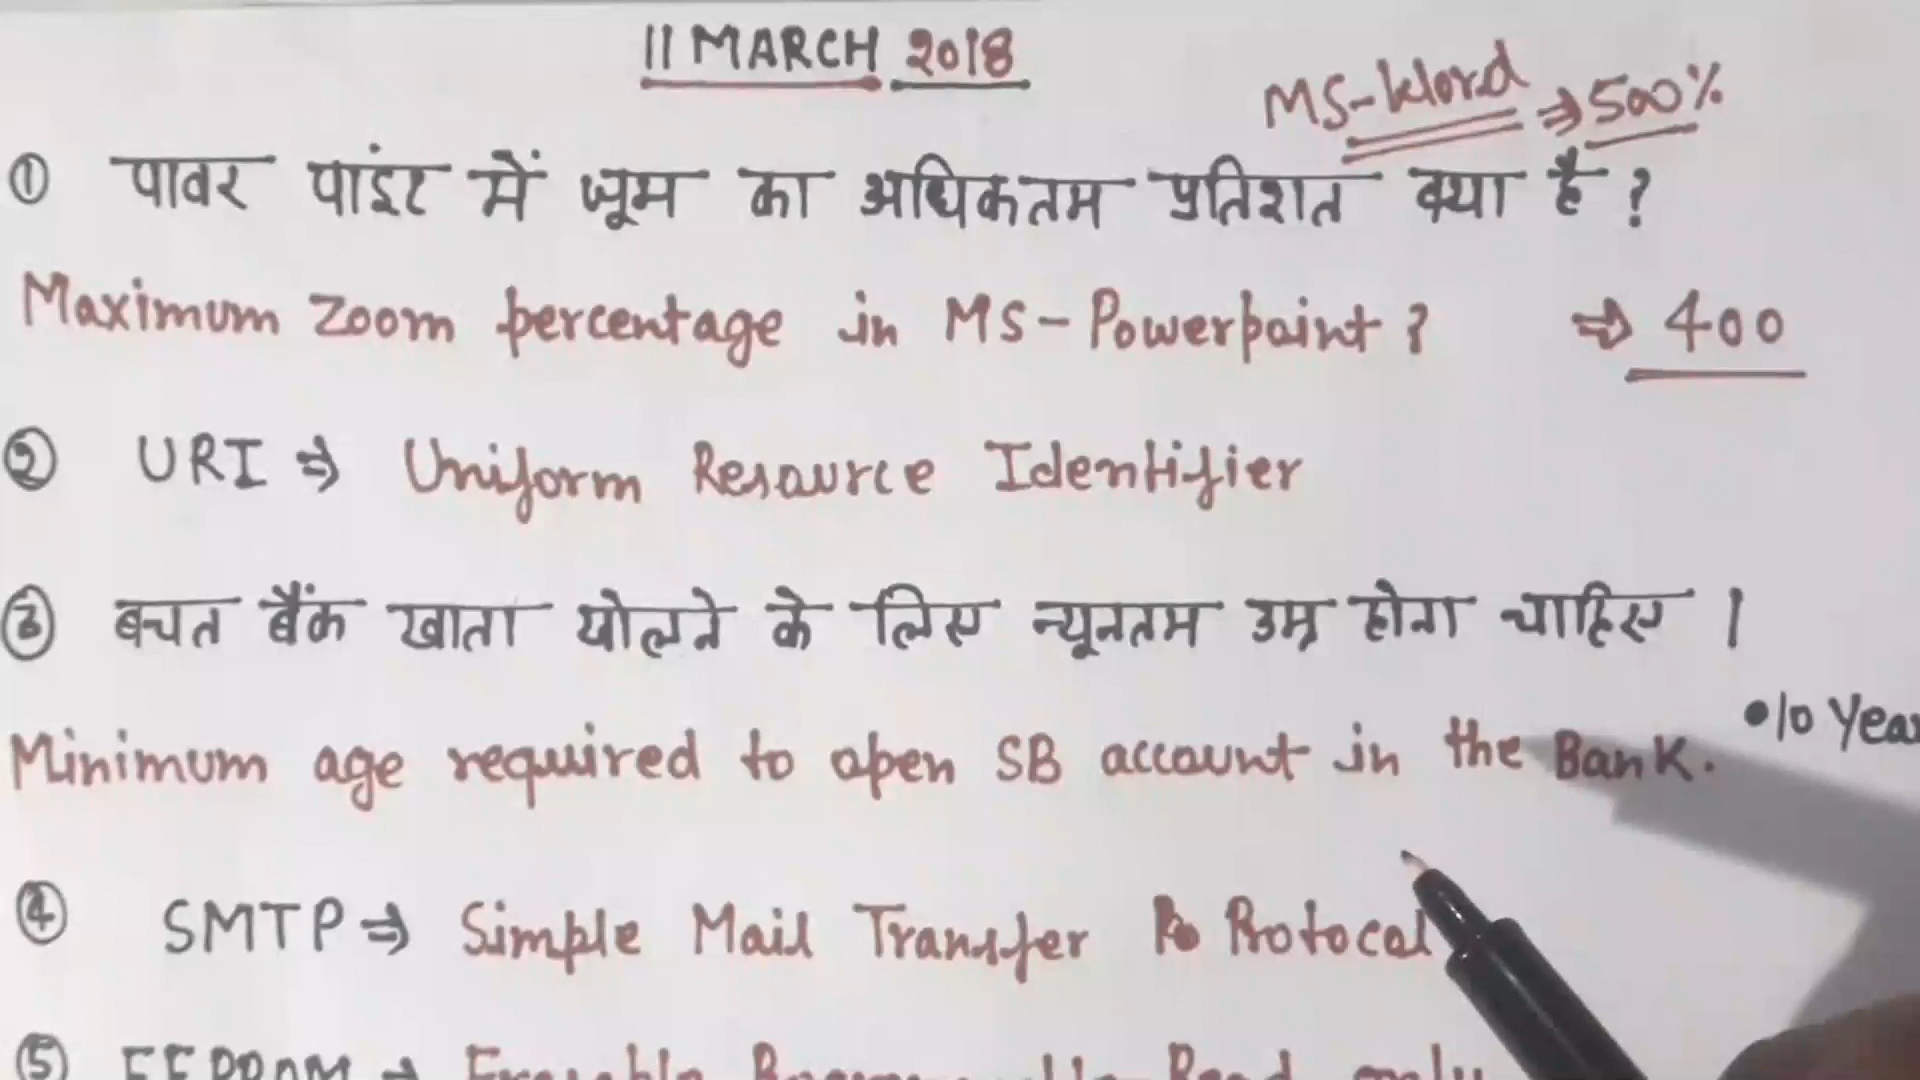 11 MARCH 2018
MS-Word ⇒ 500%
① पावर पाइंट में ज्यूम का अधिकतम प्रतिशत क्या है ?
Maximum Zoom percentage in MS-Powerpoint ? ⇒ 400
② URI ⇒ Uniform Resource Identifier
③ बचत बैंक खाता खोलने के लिए न्यूनतम उम्र होना चाहिए ।
Minimum age required to open SB account in the Bank. •10 Year
④ SMTP ⇒ Simple Mail Transfer Protocal
⑤